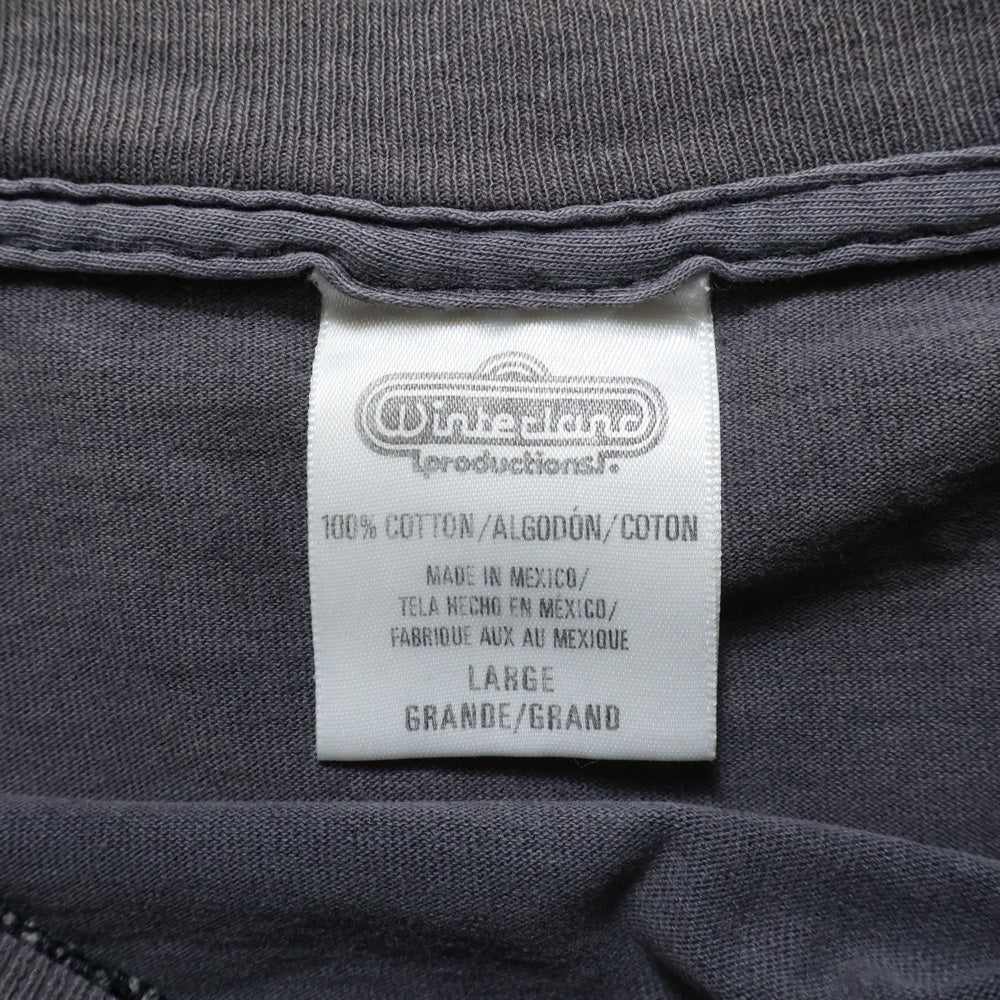 Winterland
productions.
100% COTTON/ALGODÓN/COTON
MADE IN MEXICO/
TELA HECHO EN MÉXICO/
FABRIQUE AUX AU MEXIQUE
LARGE
GRANDE/GRAND